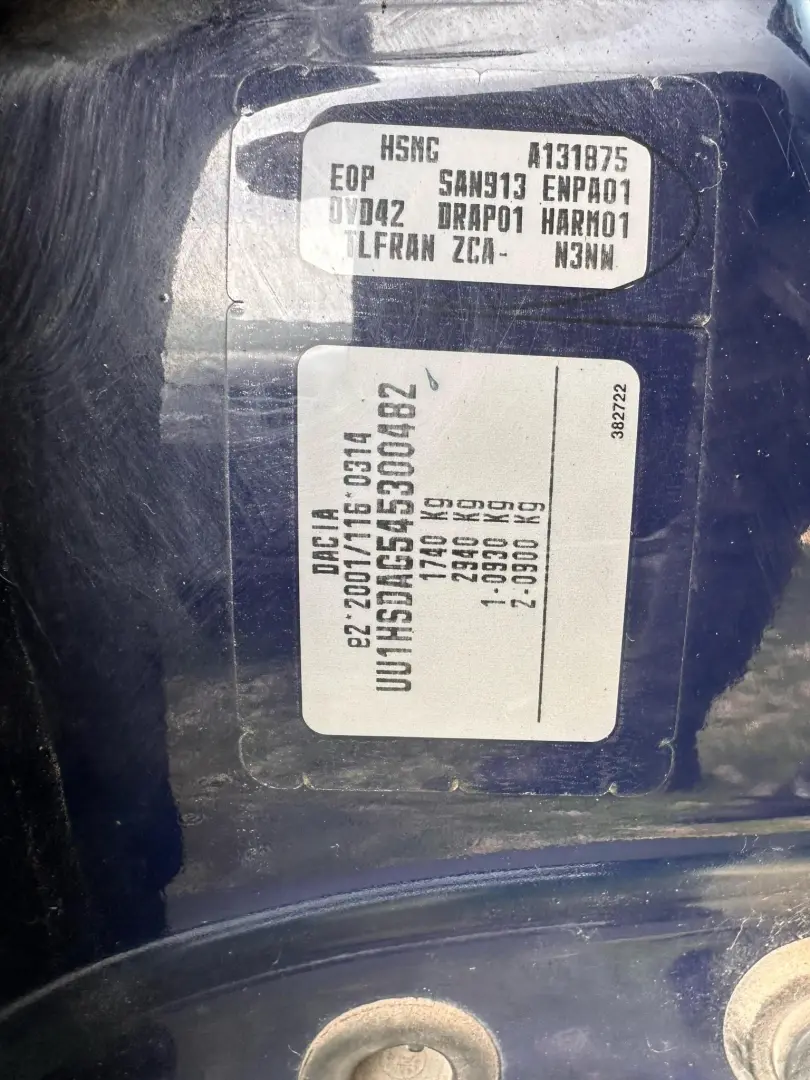 HSMC A131875
EOP SAN913 ENPA01
DVD42 DRAP01 HARM01
TLFRAN ZCA- N3NW
DACIA
e2*2001/116*0314
UU1HSDAG545300482
1740 Kg
2940 Kg
1-0930 Kg
2-0900 Kg
382722